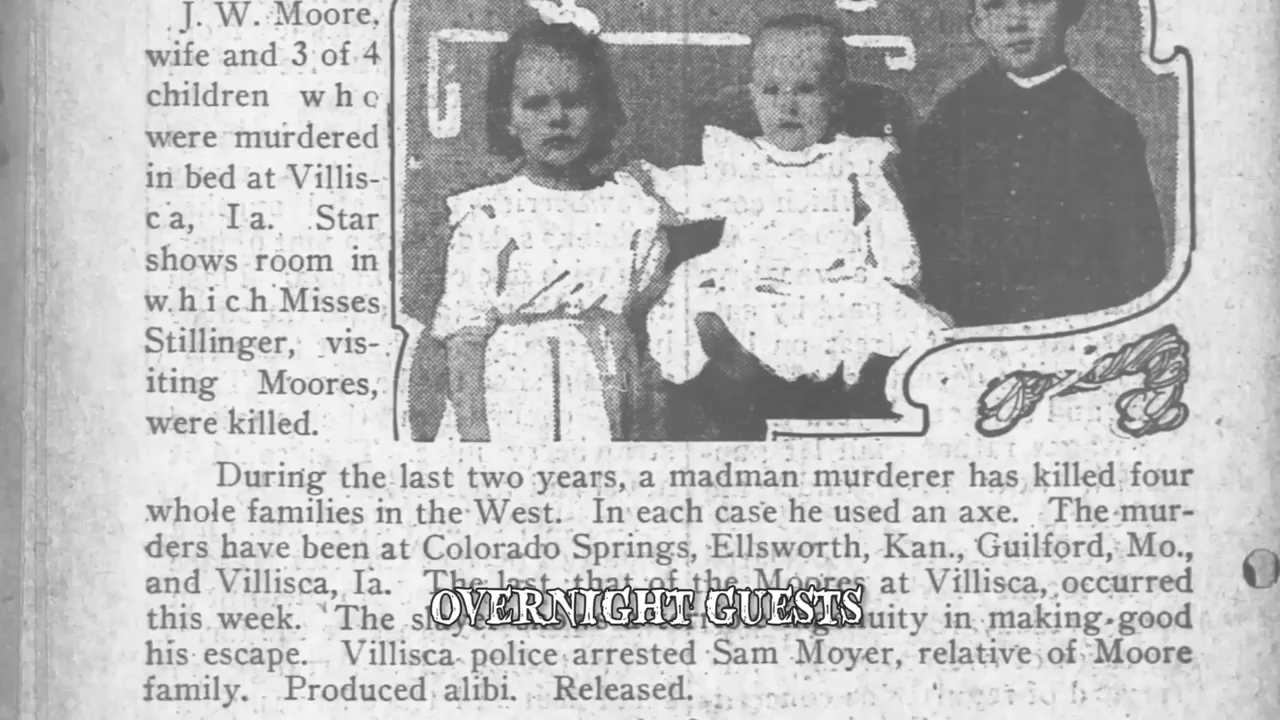 J. W. Moore,
wife and 3 of 4
children who
were murdered
in bed at Villis-
ca, Ia. Star
shows room in
which Misses
Stillinger, vis-
iting Moores,
were killed.
During the last two years, a madman murderer has killed four
whole families in the West. In each case he used an axe. The mur-
ders have been at Colorado Springs, Ellsworth, Kan., Guilford, Mo.,
and Villisca, Ia. The last, that of the Moores at Villisca, occurred
OVERNIGHT GUESTS
this week. The in making good
his escape. Villisca police arrested Sam Moyer, relative of Moore
family. Produced alibi. Released.